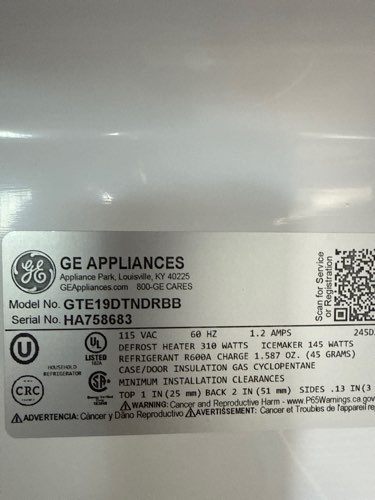 GE APPLIANCES
Appliance Park, Louisville, KY 40225
GEAppliances.com 800-GE CARES
Model No. GTE19DTNDRBB
Serial No. HA758683
Scan for Service
or Registration
115 VAC 60 HZ 1.2 AMPS 245D
DEFROST HEATER 310 WATTS ICEMAKER 145 WATTS
REFRIGERANT R600A CHARGE 1.587 OZ. (45 GRAMS)
CASE/DOOR INSULATION GAS CYCLOPENTANE
MINIMUM INSTALLATION CLEARANCES
TOP 1 IN (25 mm) BACK 2 IN (51 mm) SIDES .13 IN (3
U
UL
LISTED
HOUSEHOLD
REFRIGERATOR
CRC
WARNING: Cancer and Reproductive Harm - www.P65Warnings.ca.gov
ADVERTENCIA: Cáncer y Daño Reproductivo AVERTISSEMENT: Cancer et Troubles de l'appareil re